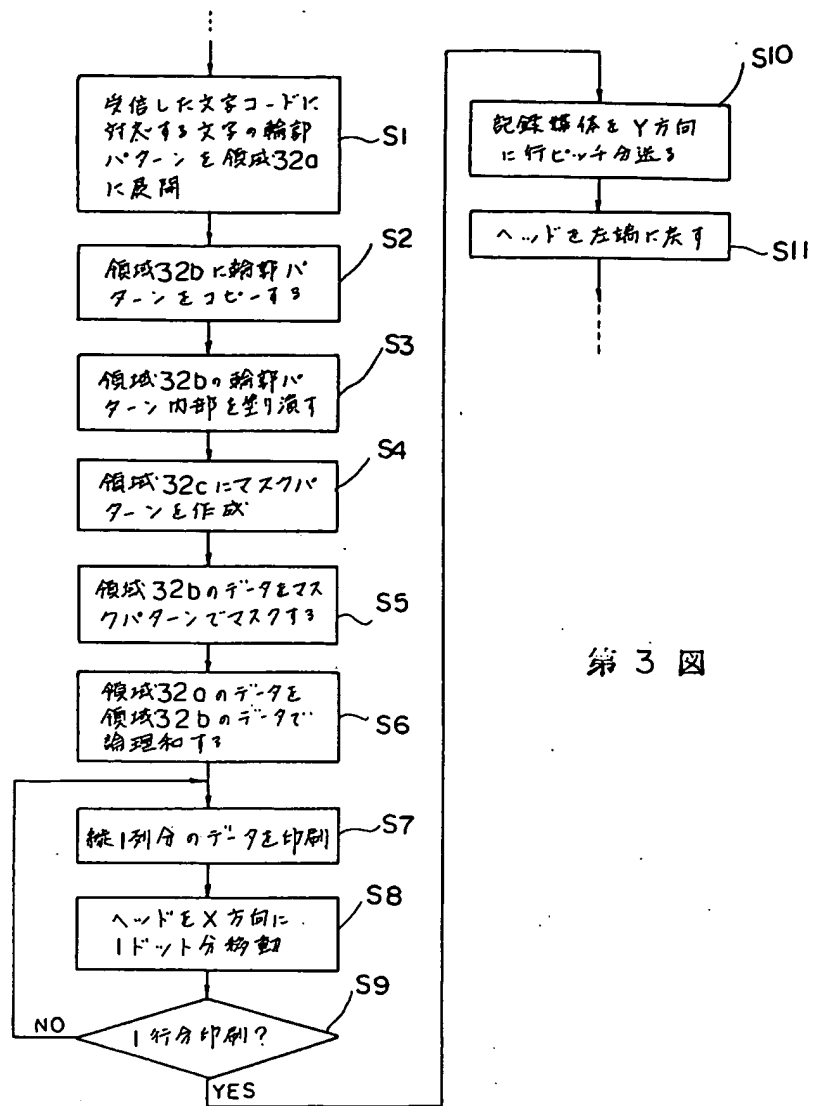 受信した文字コードに
対応する文字の輪郭
パターンを領域32a
に展開
S1
領域32bに輪郭パ
ターンをコピーする
S2
領域32bの輪郭パ
ターン内部を塗り潰す
S3
領域32cにマスクパ
ターンを作成
S4
領域32bのデータをマス
クパターンでマスクする
S5
領域32aのデータを
領域32bのデータで
論理和する
S6
縦1列分のデータを印刷
S7
ヘッドをX方向に
1ドット分移動
S8
1行分印刷?
S9
NO
YES
記録媒体をY方向
に行ピッチ分送る
S10
ヘッドを左端に戻す
S11
第3図